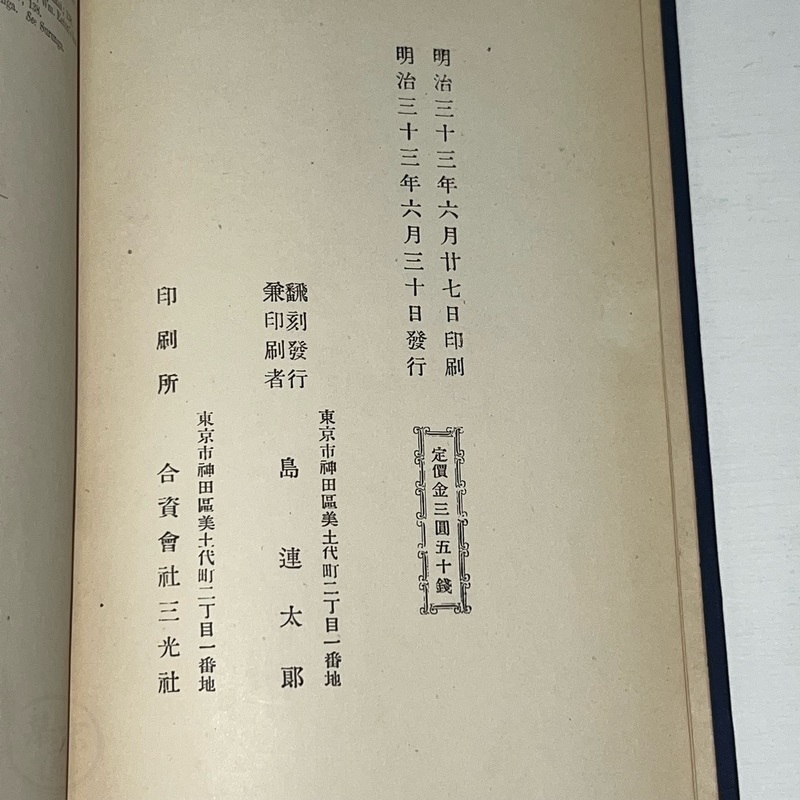 明治三十三年六月廿七日印刷
明治三十三年六月三十日發行
定價金三圓五十錢
東京市神田區美土代町二丁目一番地
飜刻發行
兼印刷者
島連太郎
東京市神田區美土代町二丁目一番地
印刷所 合資會社三光社
134.
See Surunga.